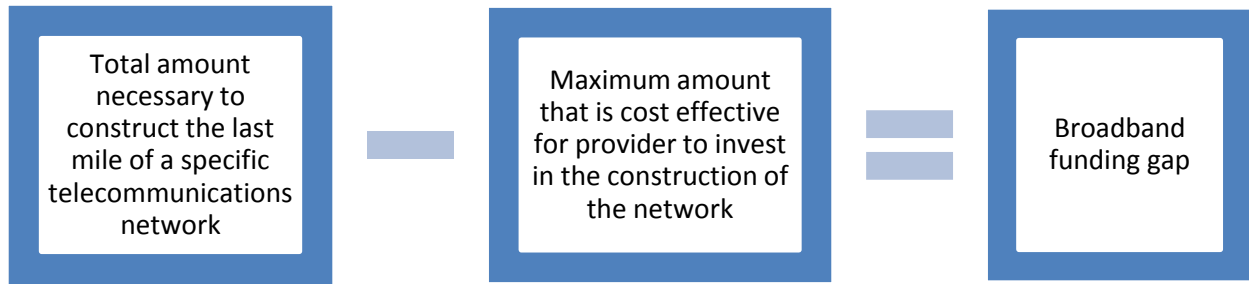 Total amount
necessary to
construct the last
mile of a specific
telecommunications
network
Maximum amount
that is cost effective
for provider to invest
in the construction of
the network
Broadband
funding gap